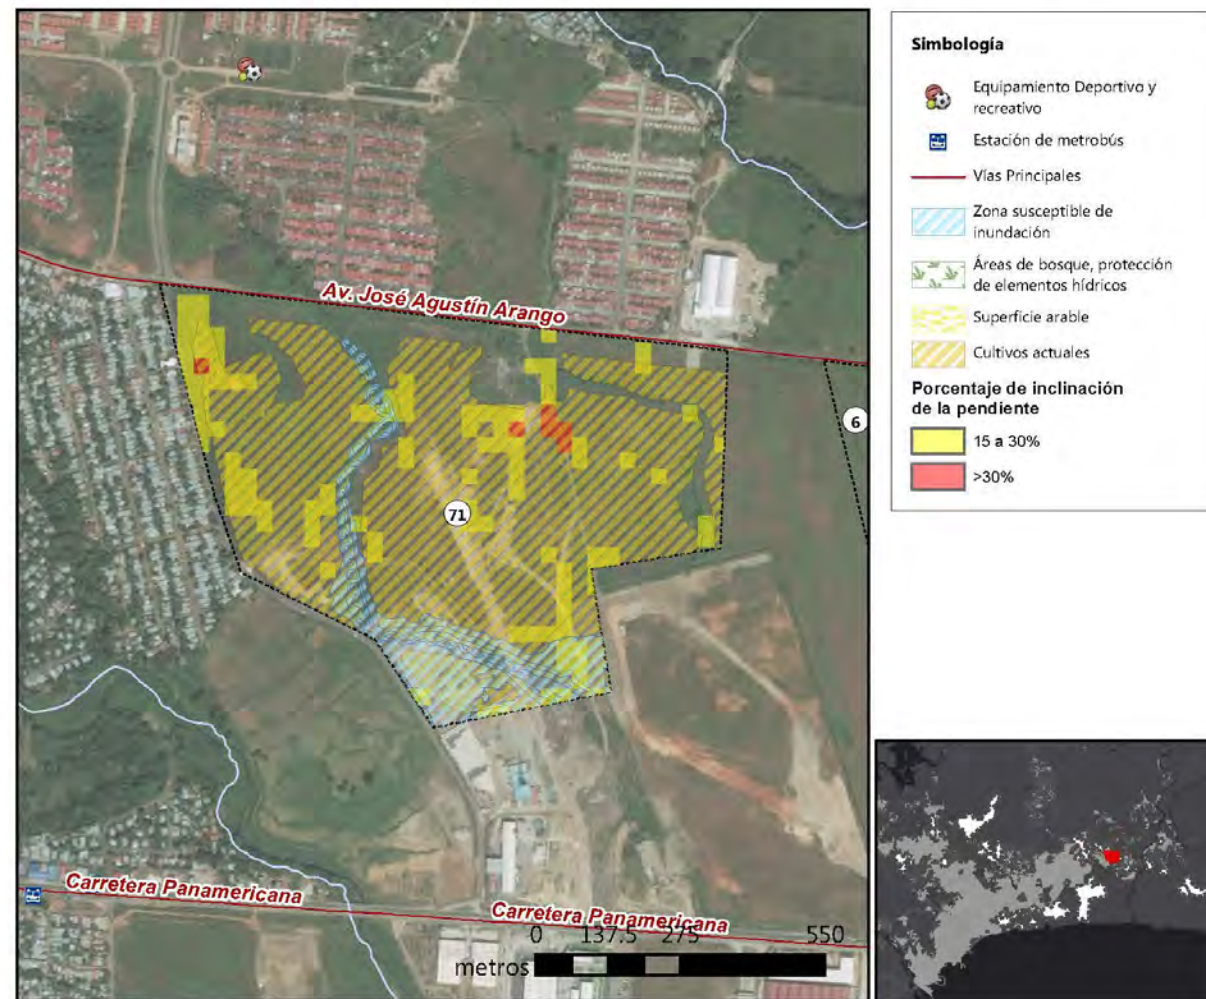 Av. José Agustín Arango
6
71
Carretera Panamericana
Carretera Panamericana
0 137.5 275 550
metros
Simbología
Equipamiento Deportivo y
recreativo
Estación de metrobús
Vías Principales
Zona susceptible de
inundación
Áreas de bosque, protección
de elementos hídricos
Superficie arable
Cultivos actuales
Porcentaje de inclinación
de la pendiente
15 a 30%
>30%